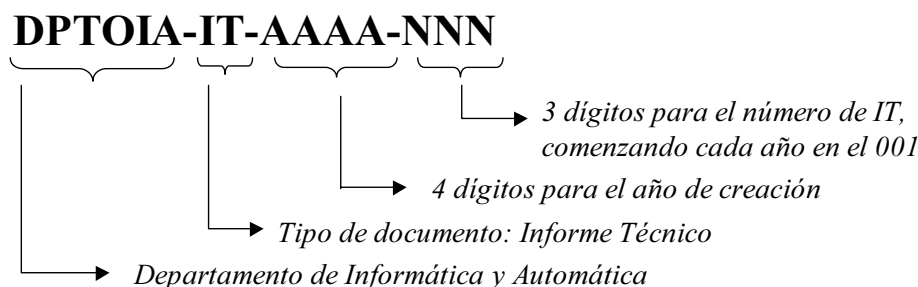 DPTOIA-IT-AAAA-NNN
3 dígitos para el número de IT,
comenzando cada año en el 001
4 dígitos para el año de creación
Tipo de documento: Informe Técnico
Departamento de Informática y Automática